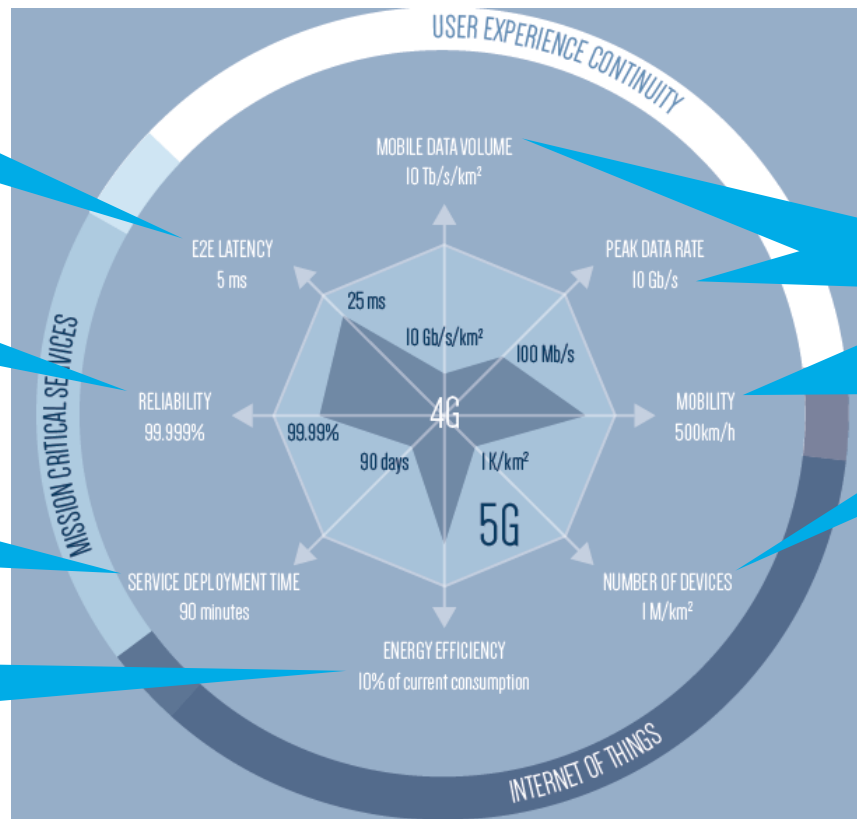 USER EXPERIENCE CONTINUITY
MOBILE DATA VOLUME
10 Tb/s/km²
E2E LATENCY
5 ms
PEAK DATA RATE
10 Gb/s
25 ms
10 Gb/s/km²
100 Mb/s
MISSION CRITICAL SERVICES
RELIABILITY
99.999%
4G
MOBILITY
500km/h
99.99%
90 days
1 K/km²
5G
SERVICE DEPLOYMENT TIME
90 minutes
NUMBER OF DEVICES
1 M/km²
ENERGY EFFICIENCY
10% of current consumption
INTERNET OF THINGS